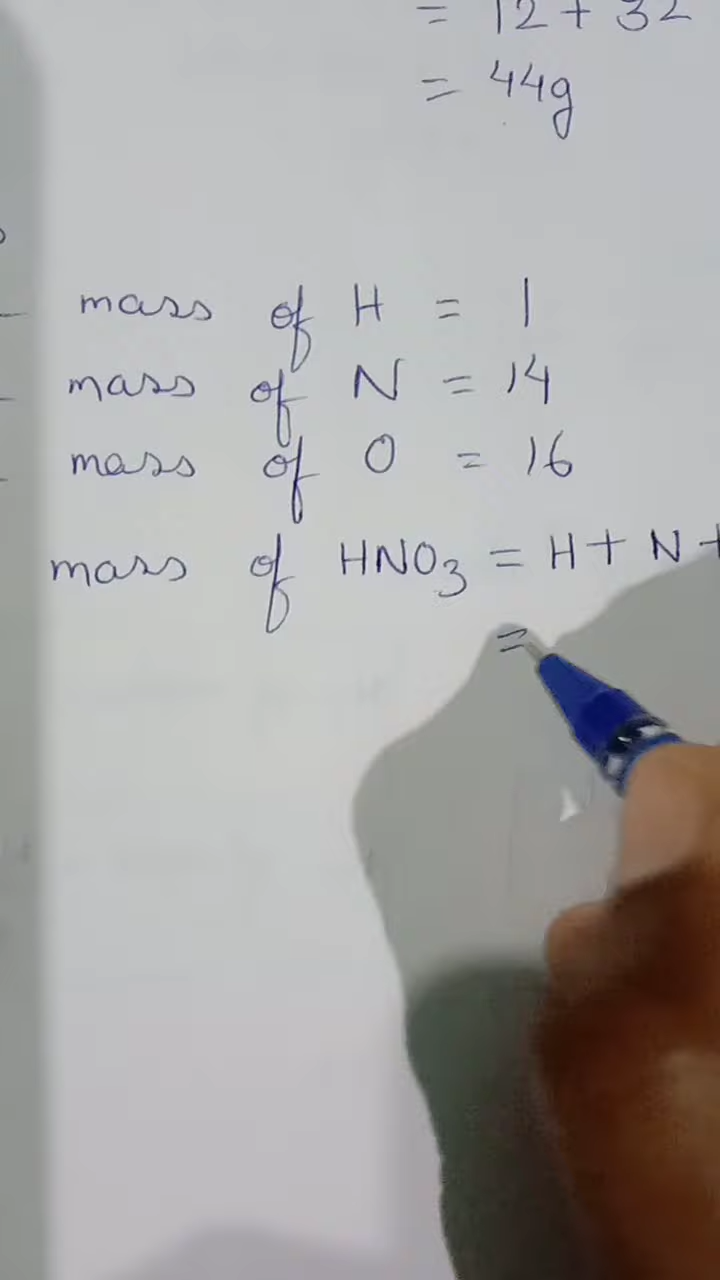 = 12 + 32
= 44g
mass of H = 1
mass of N = 14
mass of O = 16
mass of HNO3 = H + N +
=